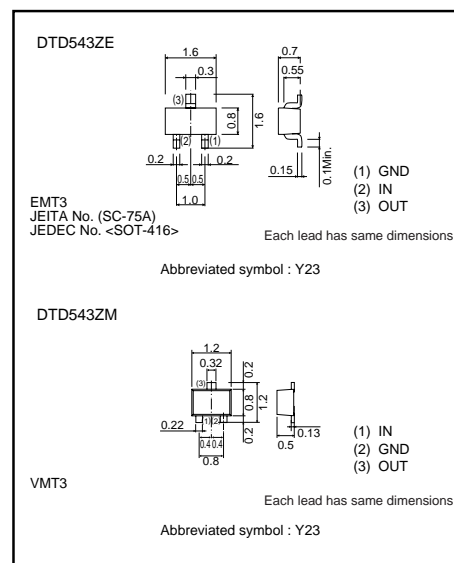 DTD543ZE
1.6
0.3
(3)
0.8
1.6
(2)
(1)
0.2
0.2
0.5 0.5
1.0
0.7
0.55
0.15
0.1Min.
(1) GND
(2) IN
(3) OUT
EMT3
JEITA No. (SC-75A)
JEDEC No. <SOT-416>
Each lead has same dimensions
Abbreviated symbol : Y23
DTD543ZM
1.2
0.32
(3)
0.2
0.8
1.2
0.2
0.22
(1)
(2)
0.4 0.4
0.8
0.13
0.5
(1) IN
(2) GND
(3) OUT
VMT3
Each lead has same dimensions
Abbreviated symbol : Y23